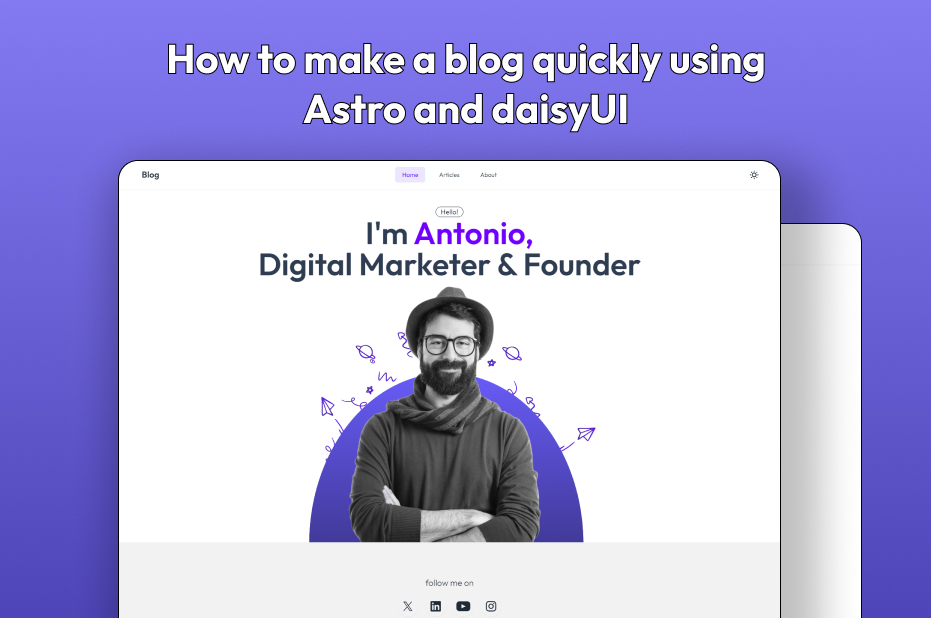 How to make a blog quickly using
Astro and daisyUI
Blog
Home Articles About
Hello!
I'm Antonio,
Digital Marketer & Founder
follow me on